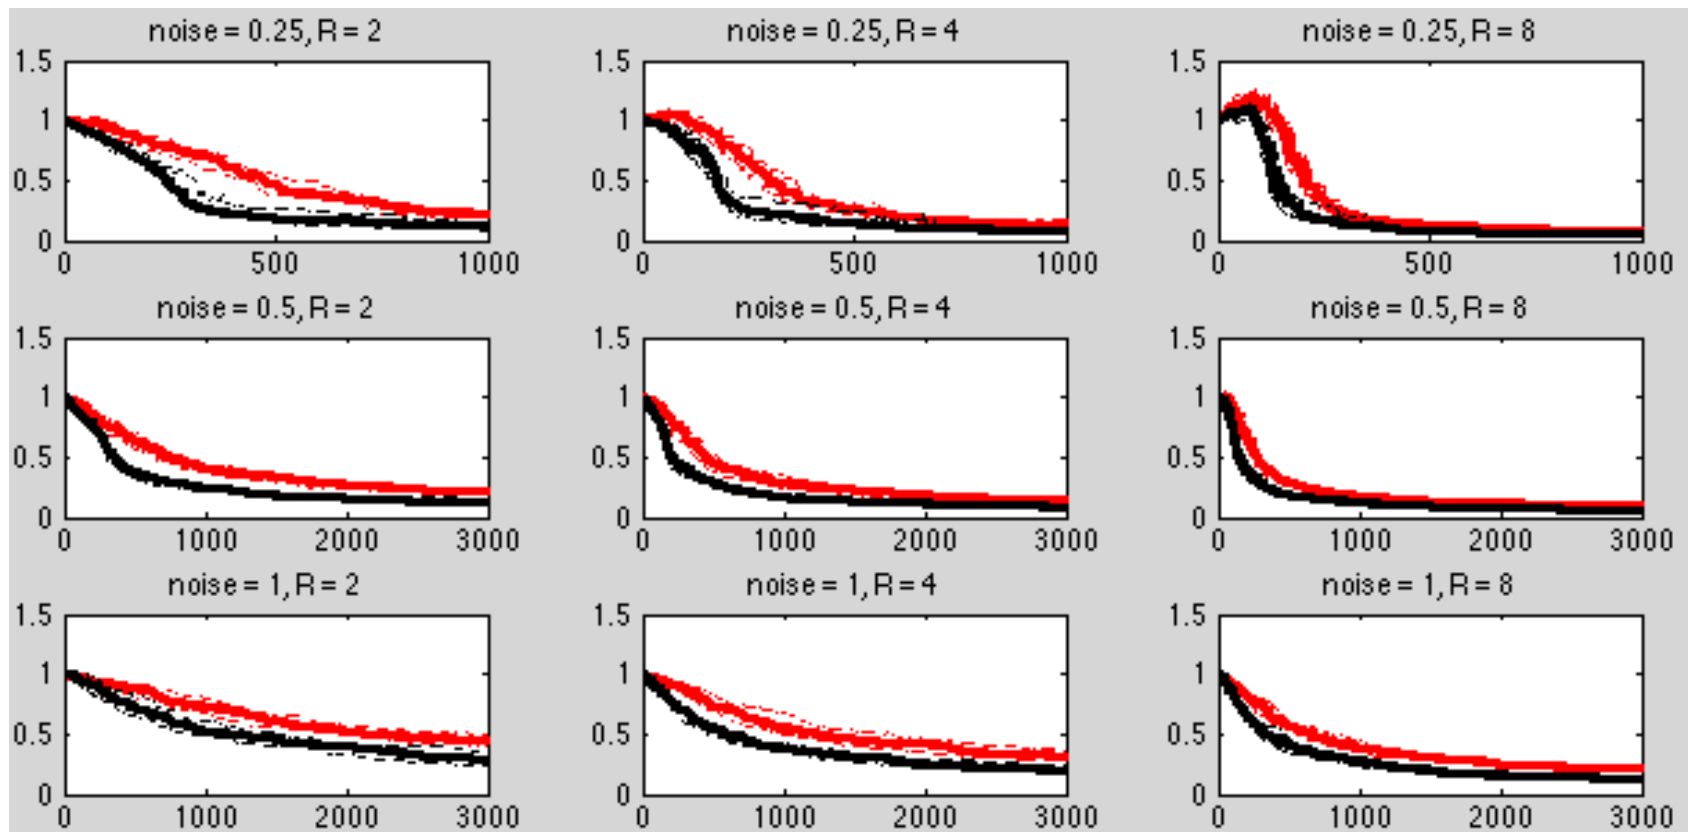 noise = 0.25, R = 2
noise = 0.25, R = 4
noise = 0.25, R = 8
1.5
1
0.5
0
0 500 1000
1.5
1
0.5
0
0 500 1000
1.5
1
0.5
0
0 500 1000
noise = 0.5, R = 2
noise = 0.5, R = 4
noise = 0.5, R = 8
1.5
1
0.5
0
0 1000 2000 3000
1.5
1
0.5
0
0 1000 2000 3000
1.5
1
0.5
0
0 1000 2000 3000
noise = 1, R = 2
noise = 1, R = 4
noise = 1, R = 8
1.5
1
0.5
0
0 1000 2000 3000
1.5
1
0.5
0
0 1000 2000 3000
1.5
1
0.5
0
0 1000 2000 3000